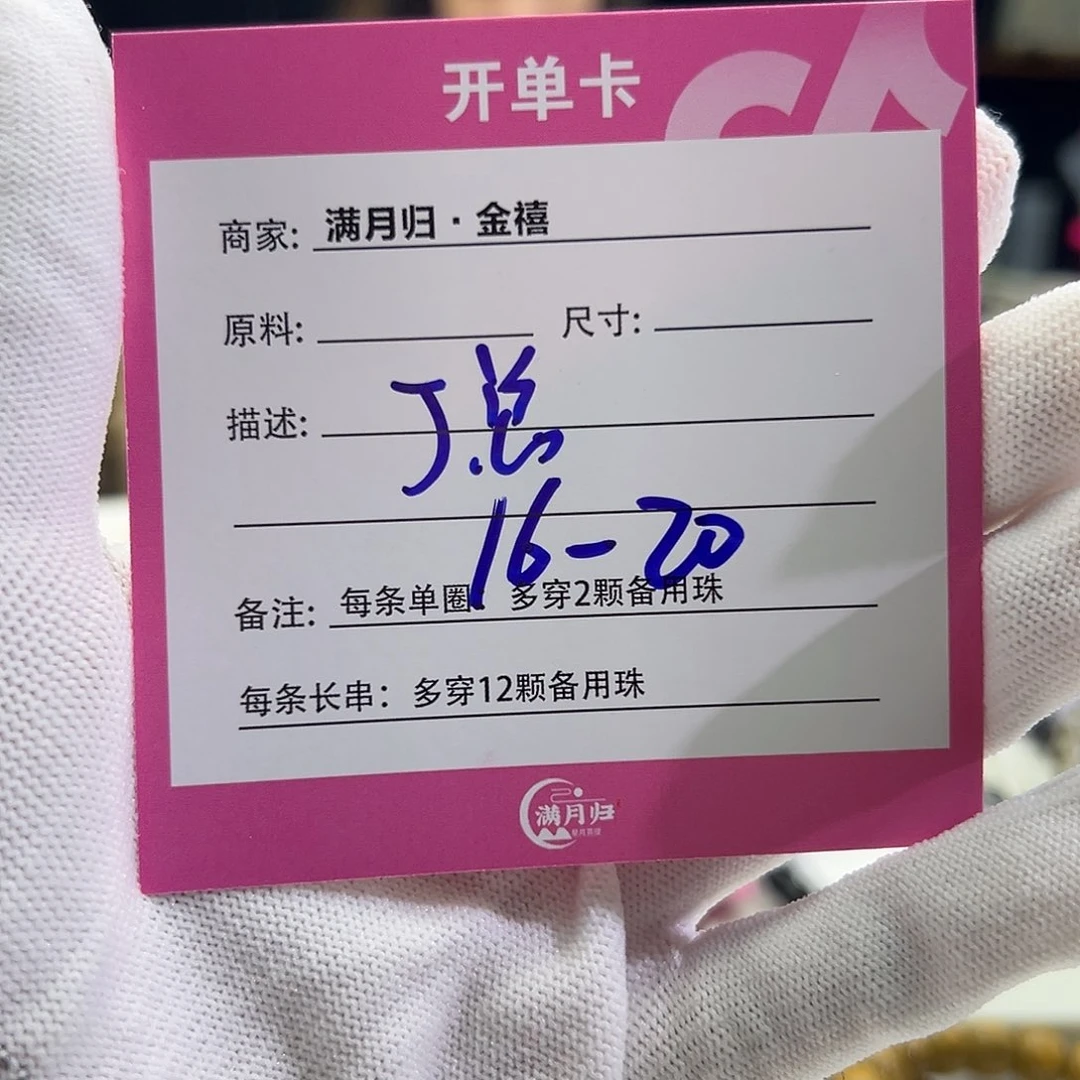 开单卡
商家: 满月归·金禧
原料: 尺寸:
描述: J.总
16-20
备注: 每条单圈: 多穿2颗备用珠
每条长串: 多穿12颗备用珠
满月归